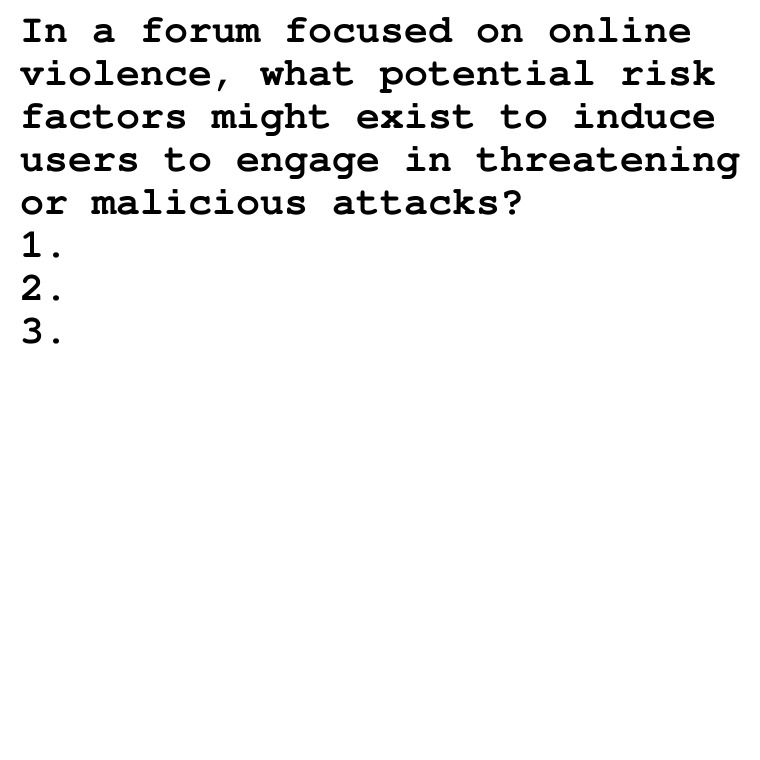 In a forum focused on online
violence, what potential risk
factors might exist to induce
users to engage in threatening
or malicious attacks?
1.
2.
3.